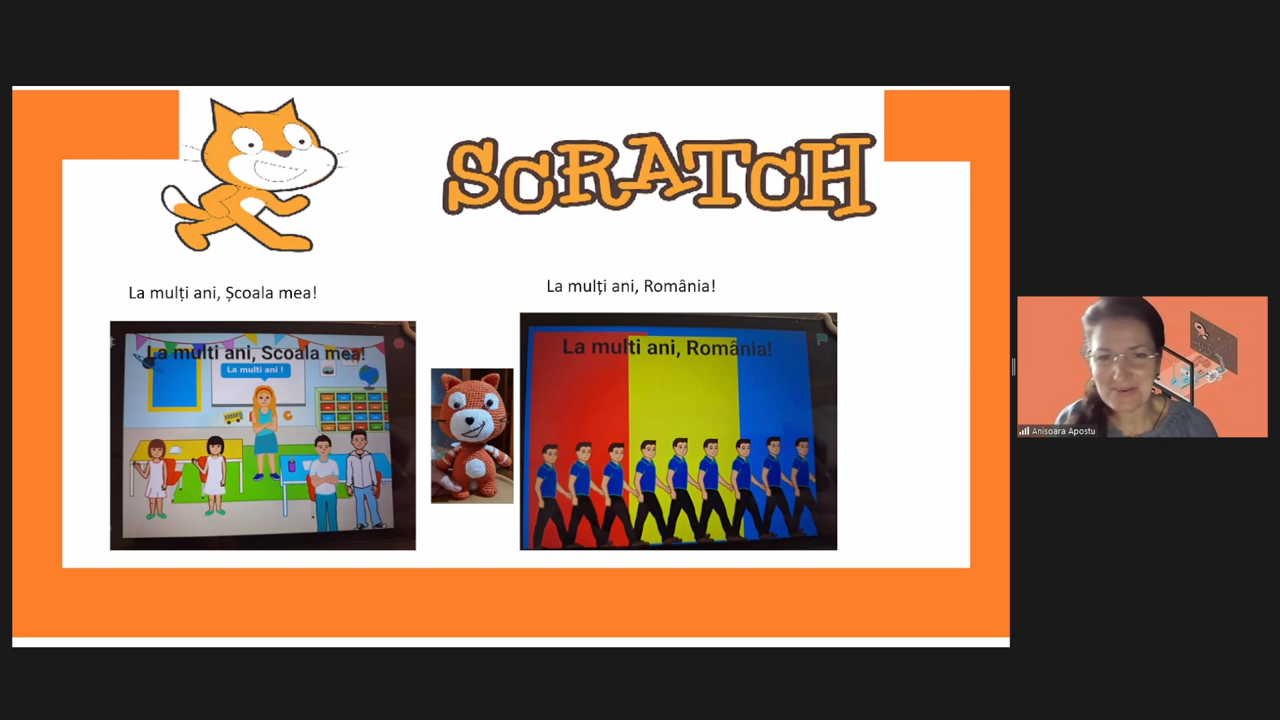 SCRATCH
La mulți ani, Școala mea!
La mulți ani, România!
La multi ani, Scoala mea!
La multi ani !
La multi ani, România!
Anisoara Apostu